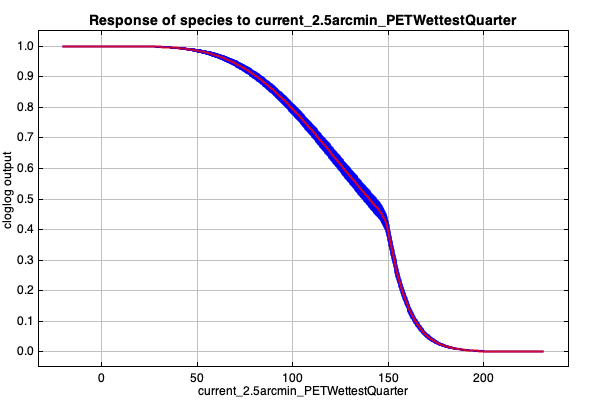 Response of species to current_2.5arcmin_PETWettestQuarter
1.0
0.9
0.8
0.7
0.6
0.5
0.4
0.3
0.2
0.1
0.0
cloglog output
0 50 100 150 200
current_2.5arcmin_PETWettestQuarter